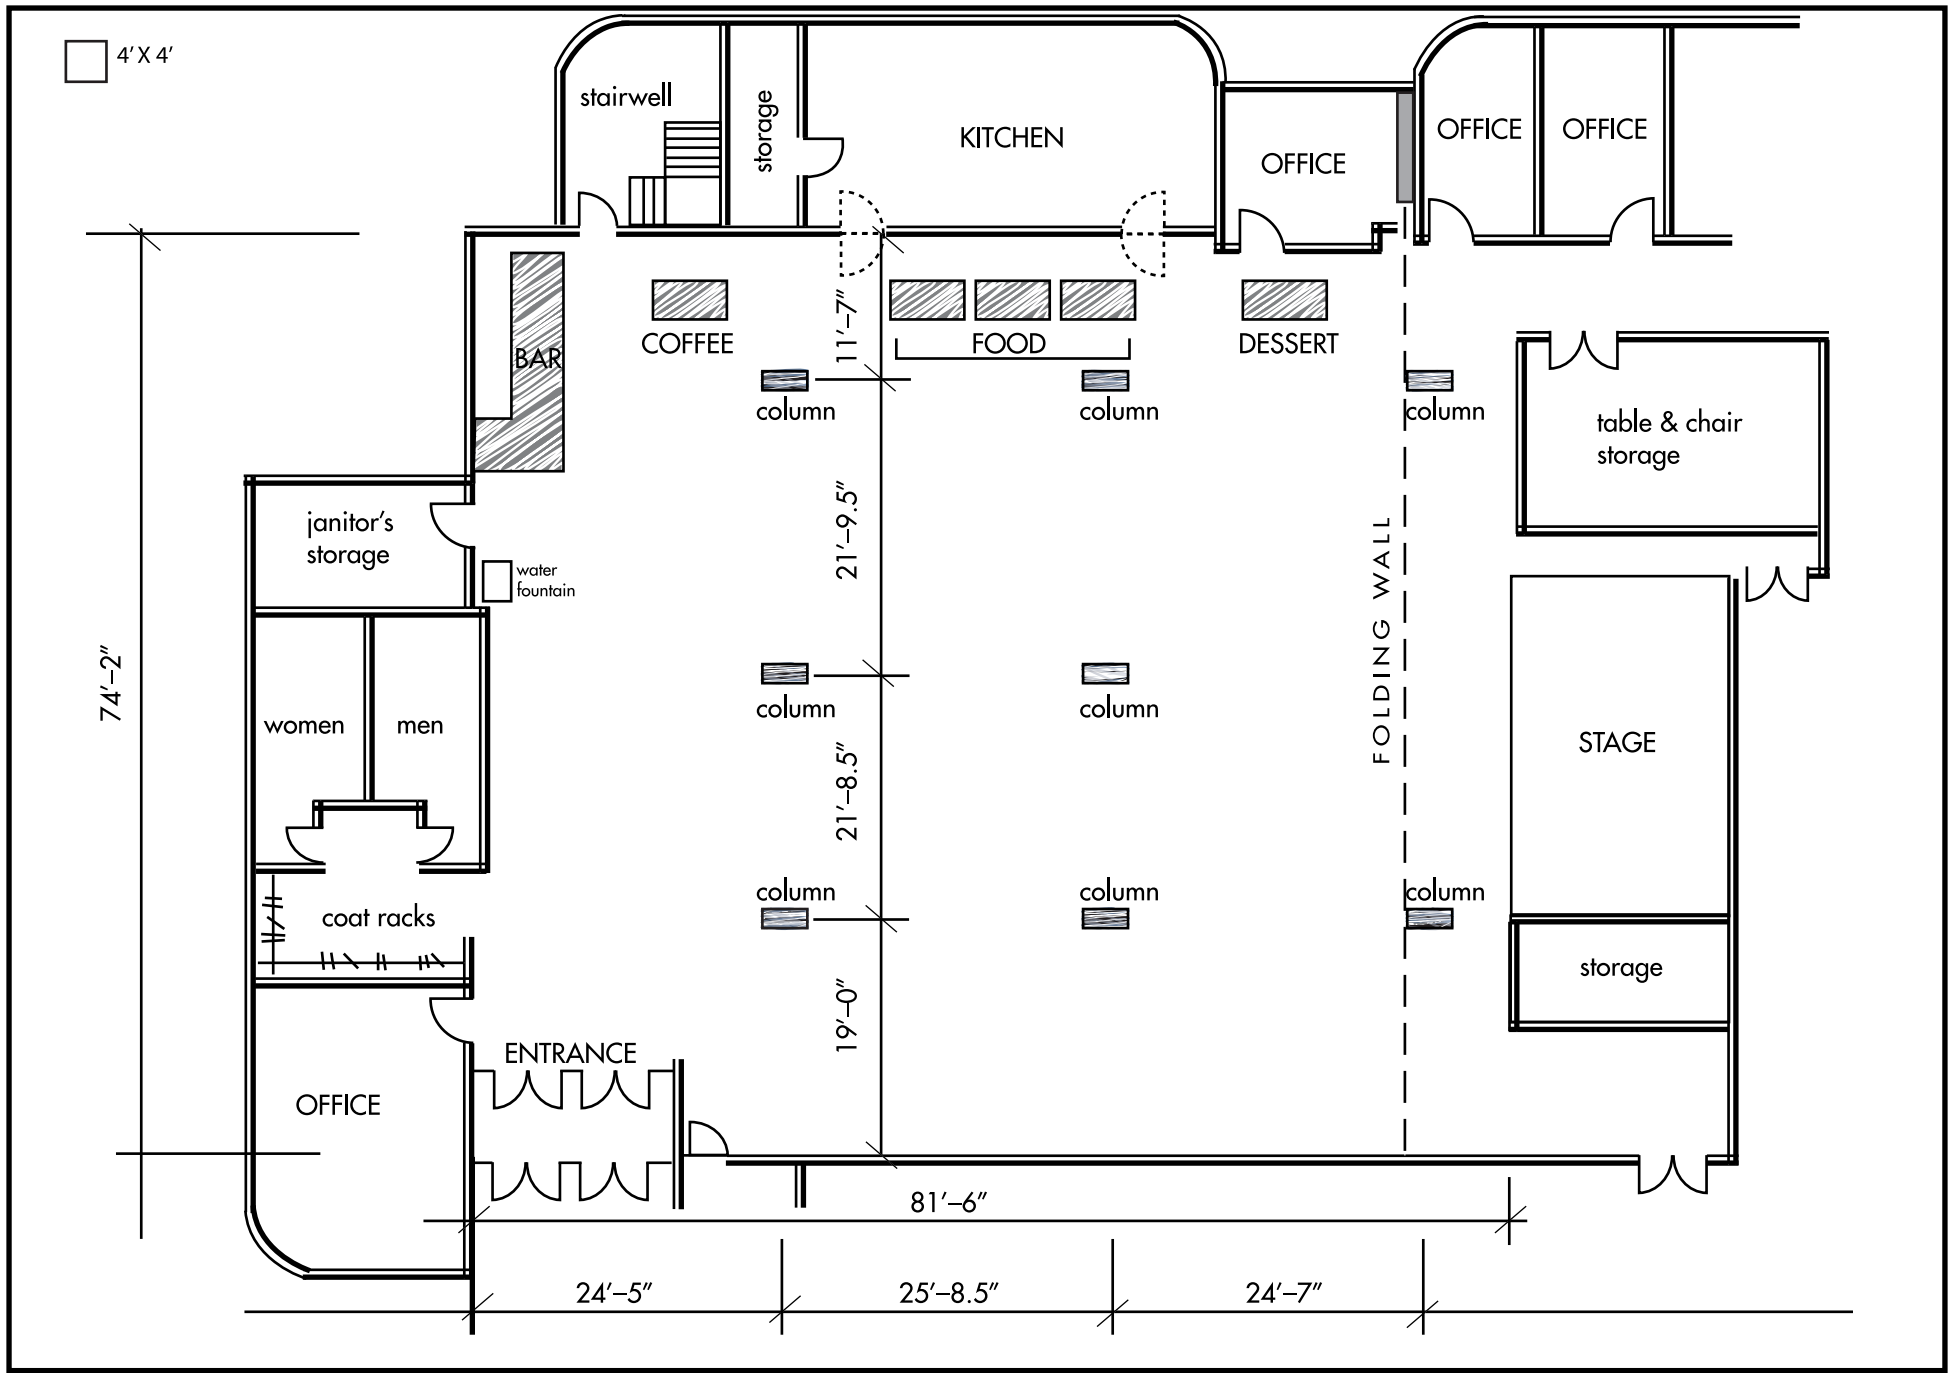 4' X 4'
stairwell
storage
KITCHEN
OFFICE
OFFICE
OFFICE
BAR
COFFEE
11'–7"
FOOD
DESSERT
column
column
column
table & chair
storage
janitor's
storage
water
fountain
21'–9.5"
FOLDING WALL
74'–2"
women
men
column
column
STAGE
21'–8.5"
coat racks
column
column
column
storage
19'–0"
ENTRANCE
OFFICE
81'–6"
24'–5"
25'–8.5"
24'–7"